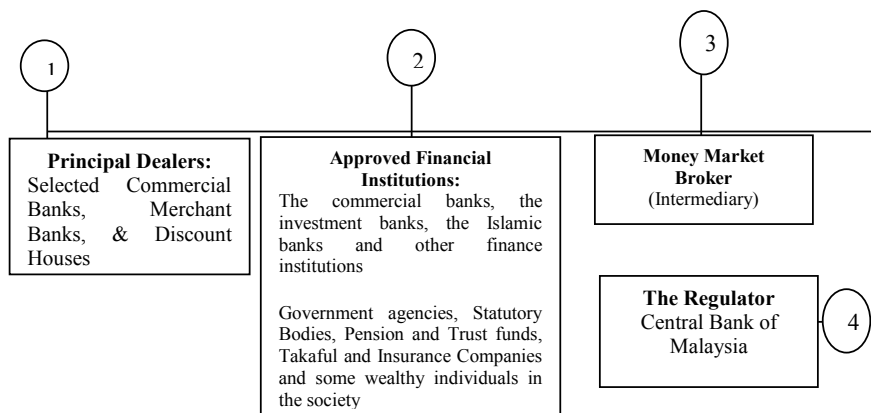 1
2
3
Principal Dealers:
Selected Commercial
Banks, Merchant
Banks, & Discount
Houses
Approved Financial
Institutions:
The commercial banks, the
investment banks, the Islamic
banks and other finance
institutions
Government agencies, Statutory
Bodies, Pension and Trust funds,
Takaful and Insurance Companies
and some wealthy individuals in
the society
Money Market
Broker
(Intermediary)
The Regulator
Central Bank of
Malaysia
4